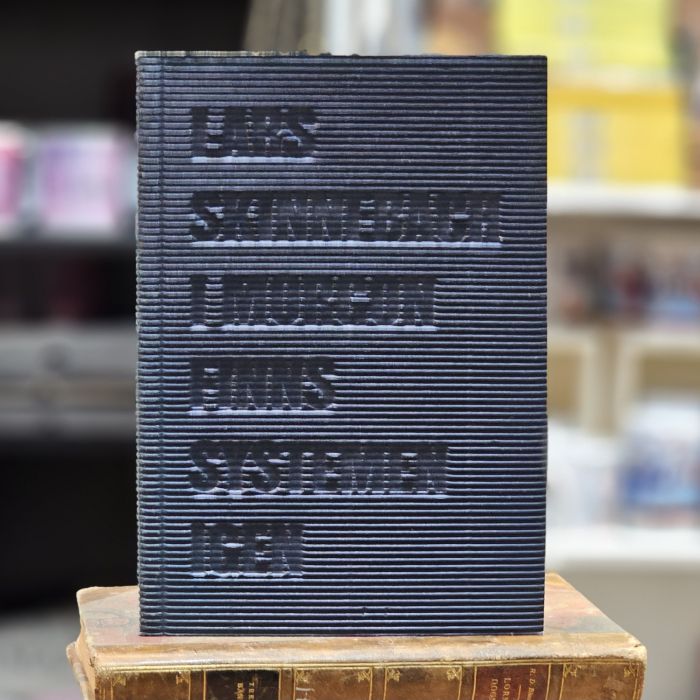 LARS
SKINNEBACH
I MORGON
FINNS
SYSTEMEN
IGEN